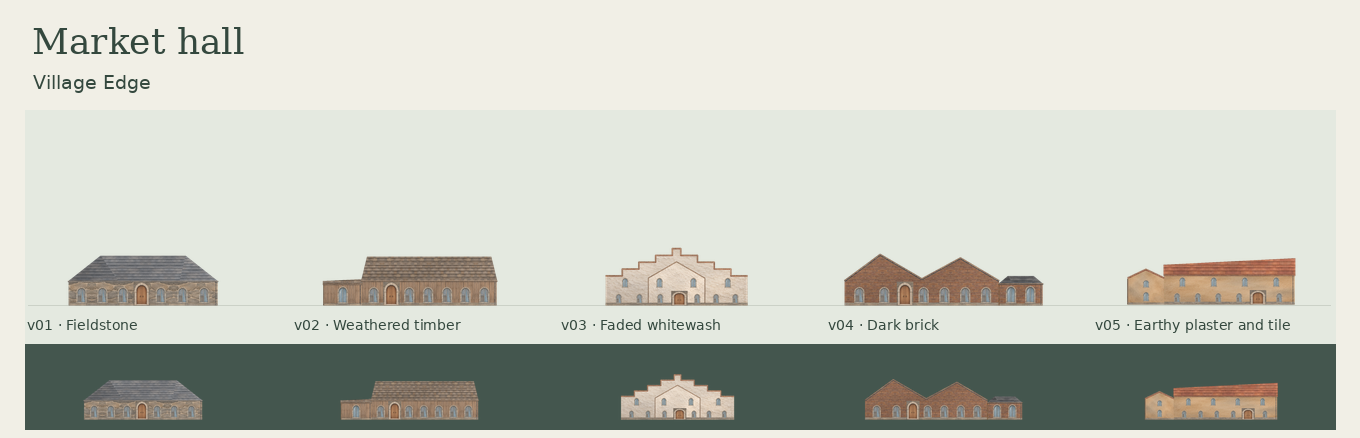 Market hall
Village Edge
v01 · Fieldstone
v02 · Weathered timber
v03 · Faded whitewash
v04 · Dark brick
v05 · Earthy plaster and tile